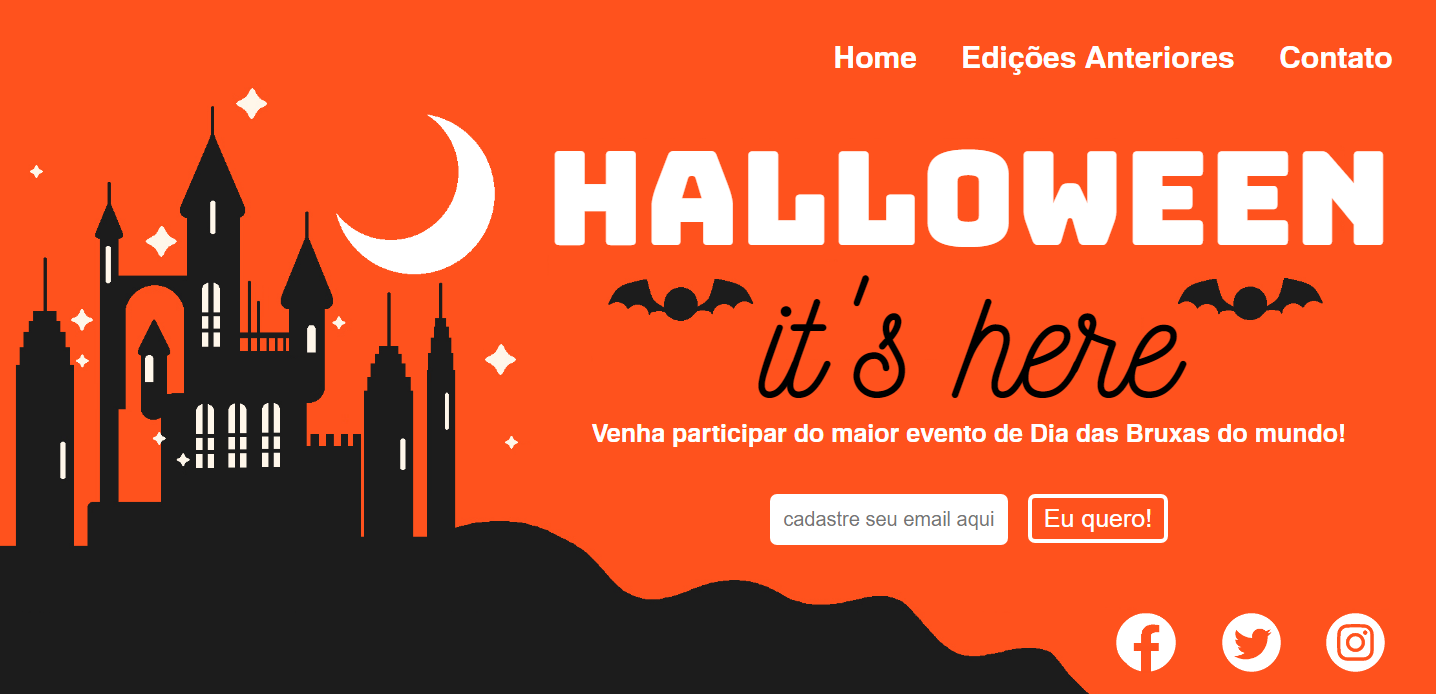 Home Edições Anteriores Contato
HALLOWEEN
it's here
Venha participar do maior evento de Dia das Bruxas do mundo!
cadastre seu email aqui Eu quero!